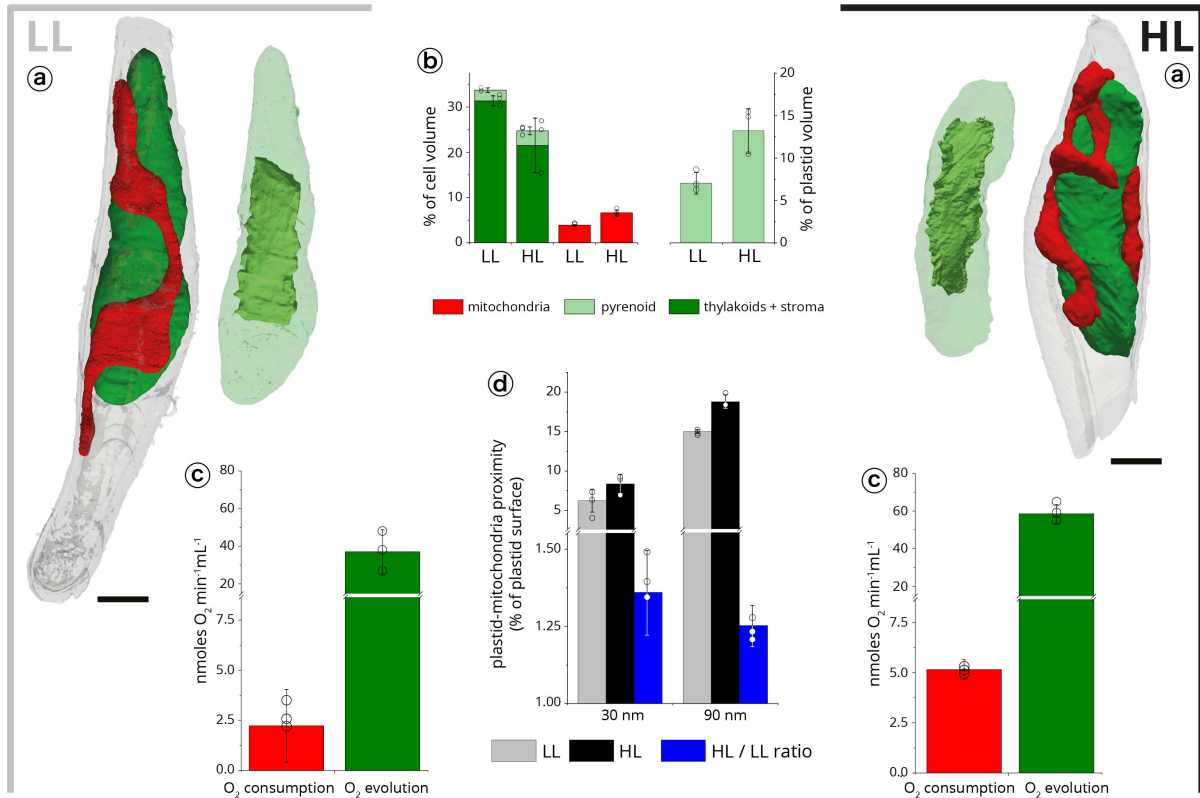 LL
HL
a
a
b
% of cell volume
30
20
10
0
LL
HL
LL
HL
20
15
10
5
0
% of plastid volume
LL
HL
mitochondria
pyrenoid
thylakoids + stroma
c
nmoles O₂ min⁻¹mL⁻¹
80
60
40
20
7.5
5.0
2.5
0.0
O₂ consumption
O₂ evolution
d
plastid-mitochondria proximity
(% of plastid surface)
20
15
10
5
1.50
1.25
1.00
30 nm
90 nm
LL
HL
HL / LL ratio
c
nmoles O₂ min⁻¹mL⁻¹
80
60
40
20
7.5
5.0
2.5
0.0
O₂ consumption
O₂ evolution